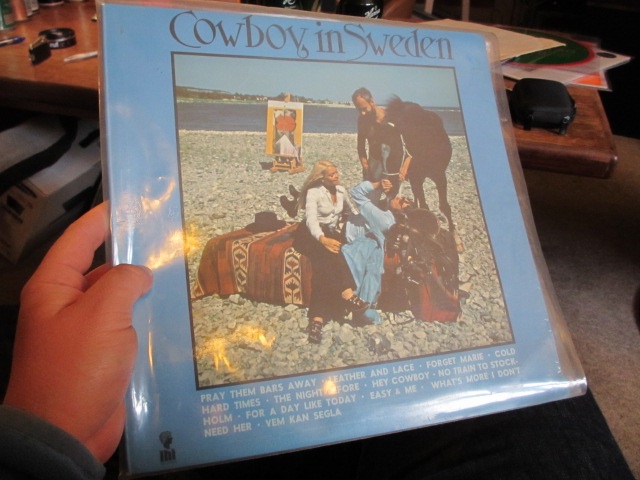 Cowboy in Sweden
PRAY THEM BARS AWAY · LEATHER AND LACE · FORGET MARIE · COLD
HARD TIMES · THE NIGHT BEFORE · HEY COWBOY · NO TRAIN TO STOCK-
HOLM · FOR A DAY LIKE TODAY · EASY & ME · WHAT'S MORE I DON'T
NEED HER · VEM KAN SEGLA